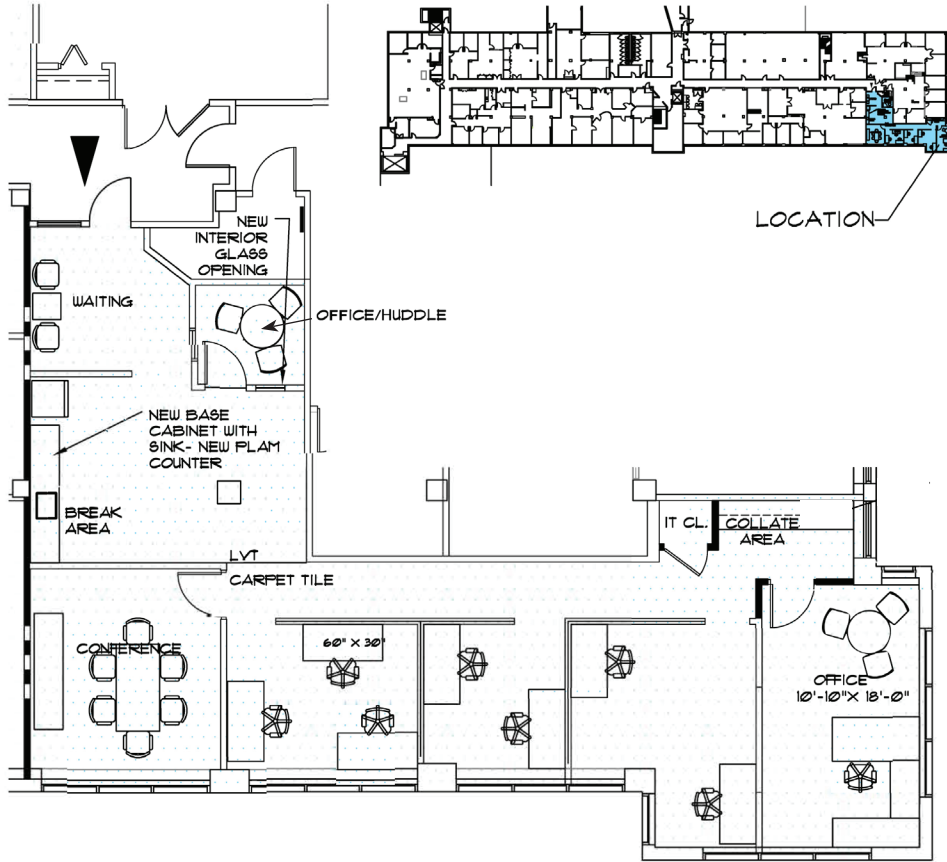 LOCATION
NEW
INTERIOR
GLASS
OPENING
WAITING
OFFICE/HUDDLE
NEW BASE
CABINET WITH
SINK- NEW PLAM
COUNTER
BREAK
AREA
LVT
CARPET TILE
IT CL.
COLLATE
AREA
CONFERENCE
60" X 30"
OFFICE
10'-10"X 18'-0"